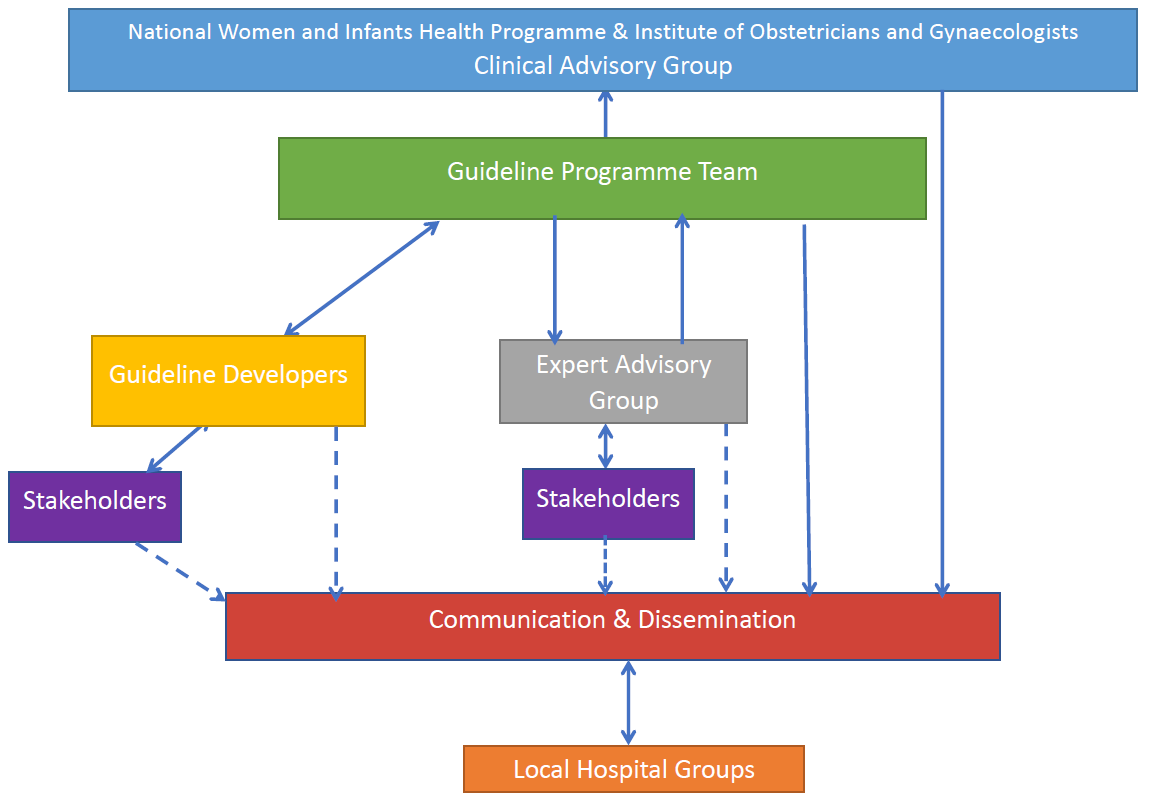 National Women and Infants Health Programme & Institute of Obstetricians and Gynaecologists
Clinical Advisory Group
Guideline Programme Team
Guideline Developers
Expert Advisory
Group
Stakeholders
Stakeholders
Communication & Dissemination
Local Hospital Groups